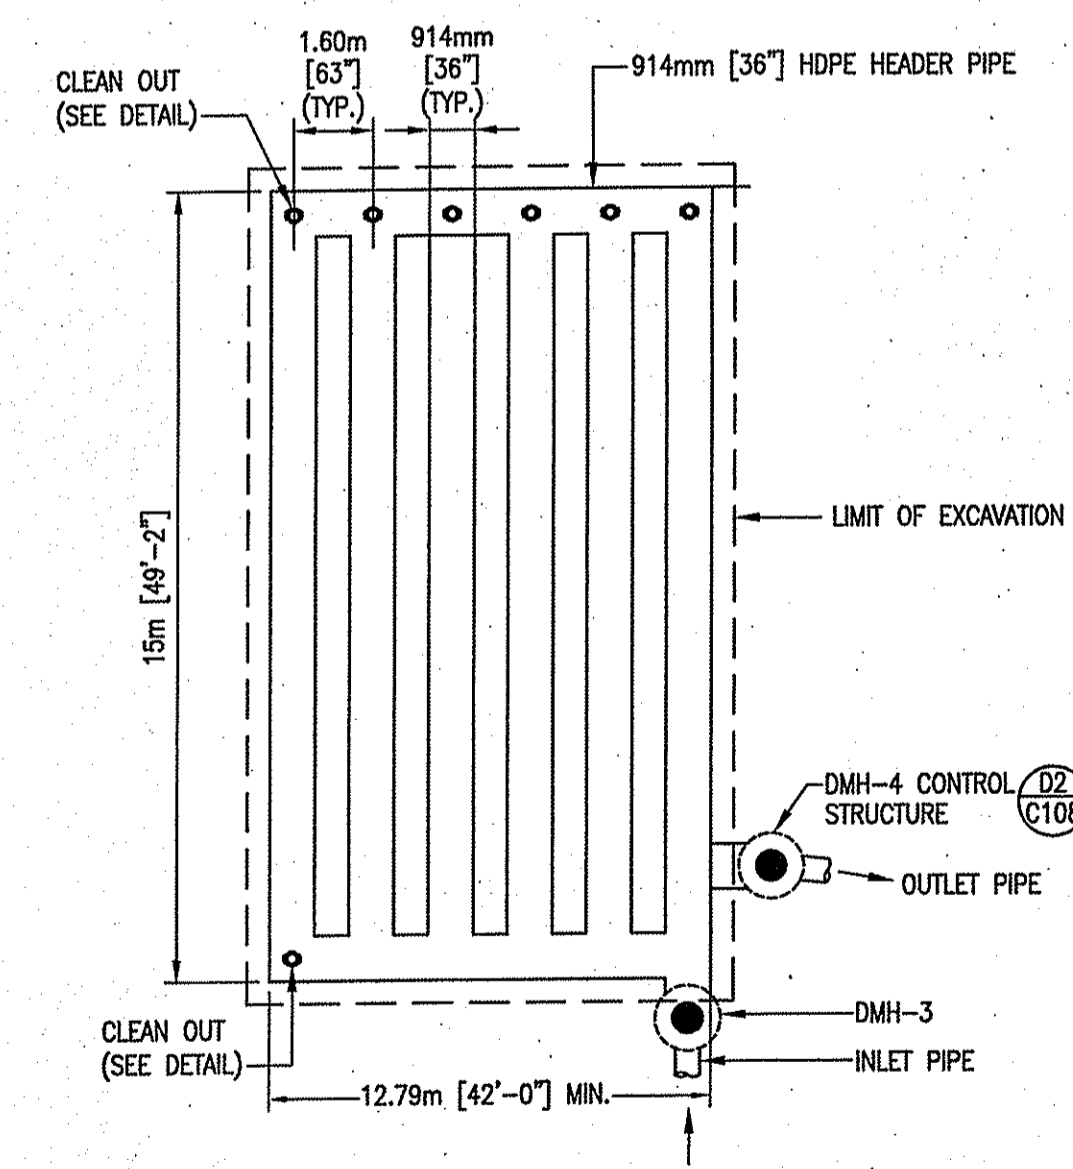 1.60m
[63"]
(TYP.)
914mm
[36"]
(TYP.)
914mm [36"] HDPE HEADER PIPE
CLEAN OUT
(SEE DETAIL)
LIMIT OF EXCAVATION
15m [49'-2"]
DMH-4 CONTROL
STRUCTURE
D2
C108
OUTLET PIPE
DMH-3
INLET PIPE
CLEAN OUT
(SEE DETAIL)
12.79m [42'-0"] MIN.